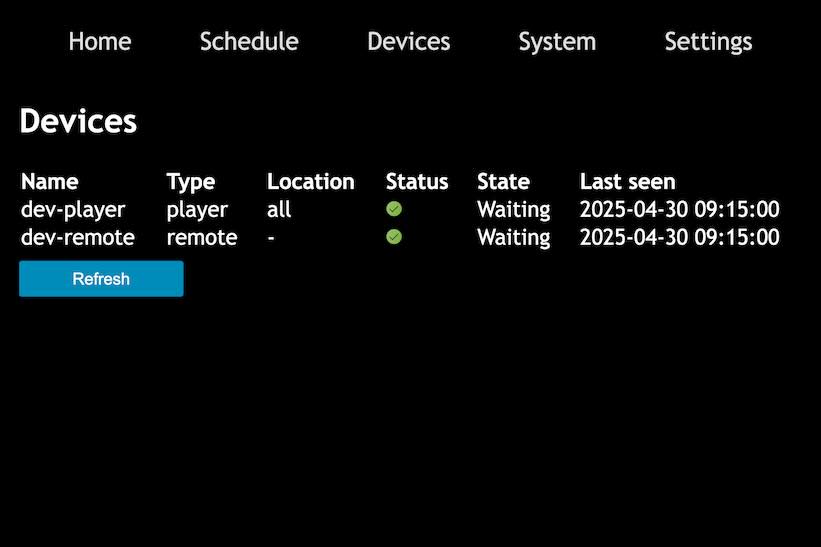 Home Schedule Devices System Settings
Devices
Name Type Location Status State Last seen
dev-player player all Waiting 2025-04-30 09:15:00
dev-remote remote - Waiting 2025-04-30 09:15:00
Refresh